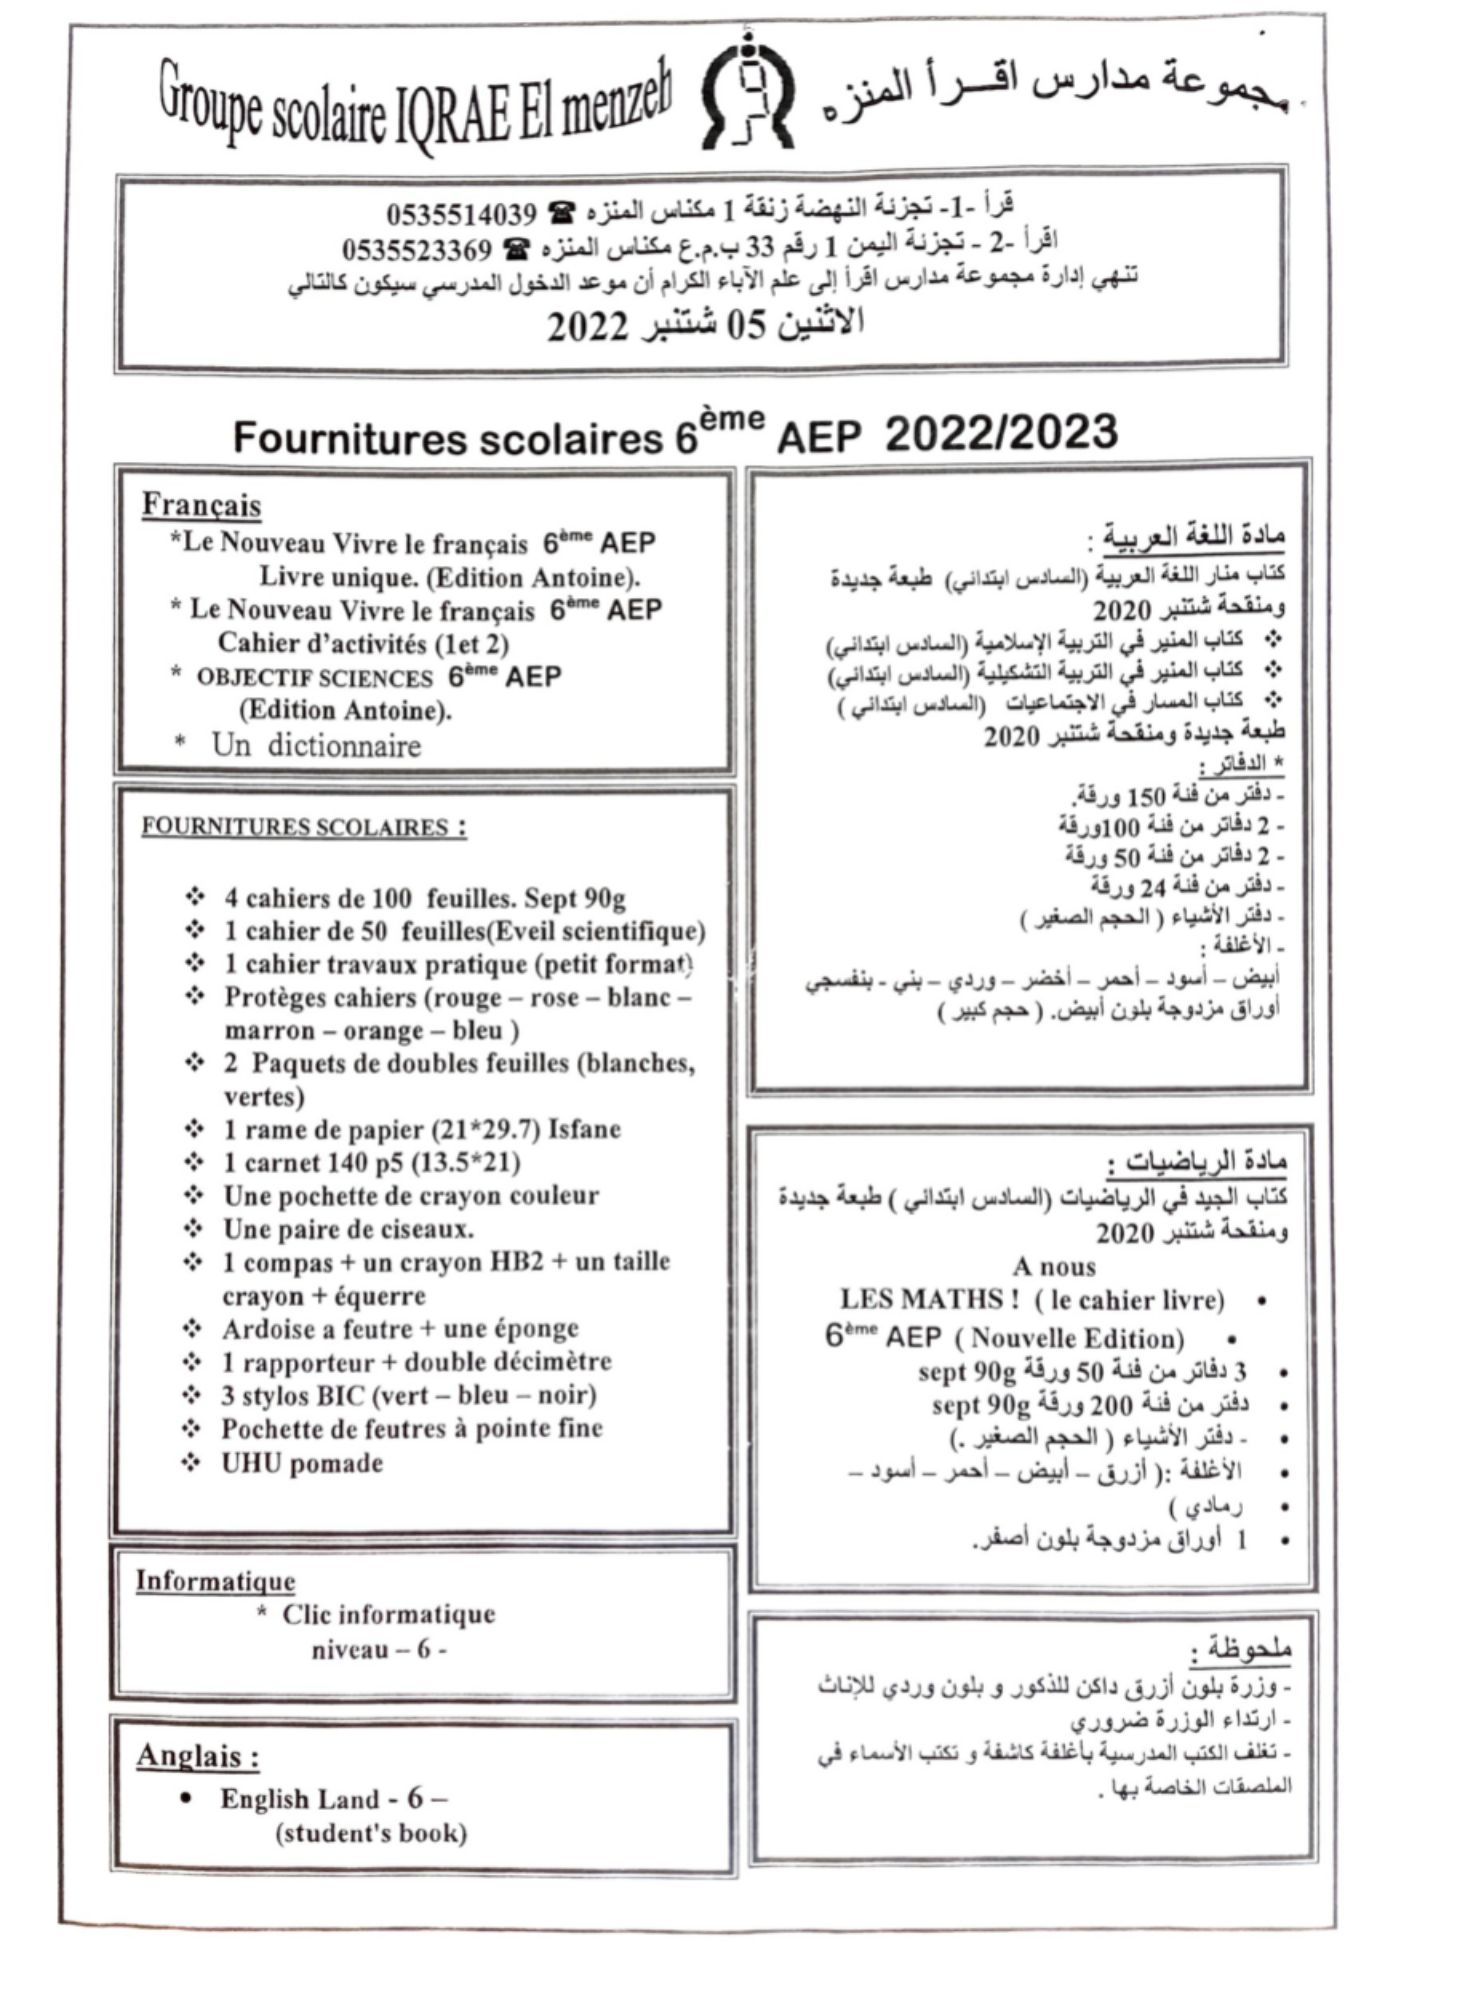 Groupe scolaire IQRAE El menzeh
مجموعة مدارس اقـــرأ المنزه
قرأ -1- تجزئة النهضة زنقة 1 مكناس المنزه ☎ 0535514039
اقرأ -2 - تجزئة اليمن 1 رقم 33 ب.م.ع مكناس المنزه ☎ 0535523369
تنهي إدارة مجموعة مدارس اقرأ إلى علم الآباء الكرام أن موعد الدخول المدرسي سيكون كالتالي
الاثنين 05 شتنبر 2022
Fournitures scolaires 6ème AEP 2022/2023
Français
*Le Nouveau Vivre le français 6ème AEP
Livre unique. (Edition Antoine).
* Le Nouveau Vivre le français 6ème AEP
Cahier d'activités (1et 2)
* OBJECTIF SCIENCES 6ème AEP
(Edition Antoine).
* Un dictionnaire
FOURNITURES SCOLAIRES :
❖ 4 cahiers de 100 feuilles. Sept 90g
❖ 1 cahier de 50 feuilles(Eveil scientifique)
❖ 1 cahier travaux pratique (petit format)
❖ Protèges cahiers (rouge – rose – blanc –
marron – orange – bleu )
❖ 2 Paquets de doubles feuilles (blanches,
vertes)
❖ 1 rame de papier (21*29.7) Isfane
❖ 1 carnet 140 p5 (13.5*21)
❖ Une pochette de crayon couleur
❖ Une paire de ciseaux.
❖ 1 compas + un crayon HB2 + un taille
crayon + équerre
❖ Ardoise a feutre + une éponge
❖ 1 rapporteur + double décimètre
❖ 3 stylos BIC (vert – bleu – noir)
❖ Pochette de feutres à pointe fine
❖ UHU pomade
Informatique
* Clic informatique
niveau – 6 -
Anglais :
• English Land - 6 –
(student's book)
مادة اللغة العربية :
كتاب منار اللغة العربية (السادس ابتدائي) طبعة جديدة
ومنقحة شتنبر 2020
❖ كتاب المنير في التربية الإسلامية (السادس ابتدائي)
❖ كتاب المنير في التربية التشكيلية (السادس ابتدائي)
❖ كتاب المسار في الاجتماعيات (السادس ابتدائي )
طبعة جديدة ومنقحة شتنبر 2020
* الدفاتر :
- دفتر من فئة 150 ورقة.
- 2 دفاتر من فئة 100ورقة
- 2 دفاتر من فئة 50 ورقة
- دفتر من فئة 24 ورقة
- دفتر الأشياء ( الحجم الصغير )
- الأغلفة :
أبيض – أسود – أحمر – أخضر – وردي – بني - بنفسجي
أوراق مزدوجة بلون أبيض. ( حجم كبير )
مادة الرياضيات :
كتاب الجيد في الرياضيات (السادس ابتدائي ) طبعة جديدة
ومنقحة شتنبر 2020
A nous
LES MATHS ! ( le cahier livre) •
6ème AEP ( Nouvelle Edition) •
• 3 دفاتر من فئة 50 ورقة sept 90g
• دفتر من فئة 200 ورقة sept 90g
• - دفتر الأشياء ( الحجم الصغير .)
• الأغلفة :( أزرق – أبيض – أحمر – أسود –
• رمادي )
• 1 أوراق مزدوجة بلون أصفر.
ملحوظة :
- وزرة بلون أزرق داكن للذكور و بلون وردي للإناث
- ارتداء الوزرة ضروري
- تغلف الكتب المدرسية بأغلفة كاشفة و تكتب الأسماء في
الملصقات الخاصة بها .